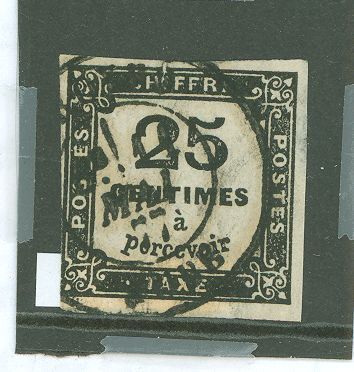 CHIFFRE
POSTES
25
CENTIMES
à
percevoir
POSTES
TAXE